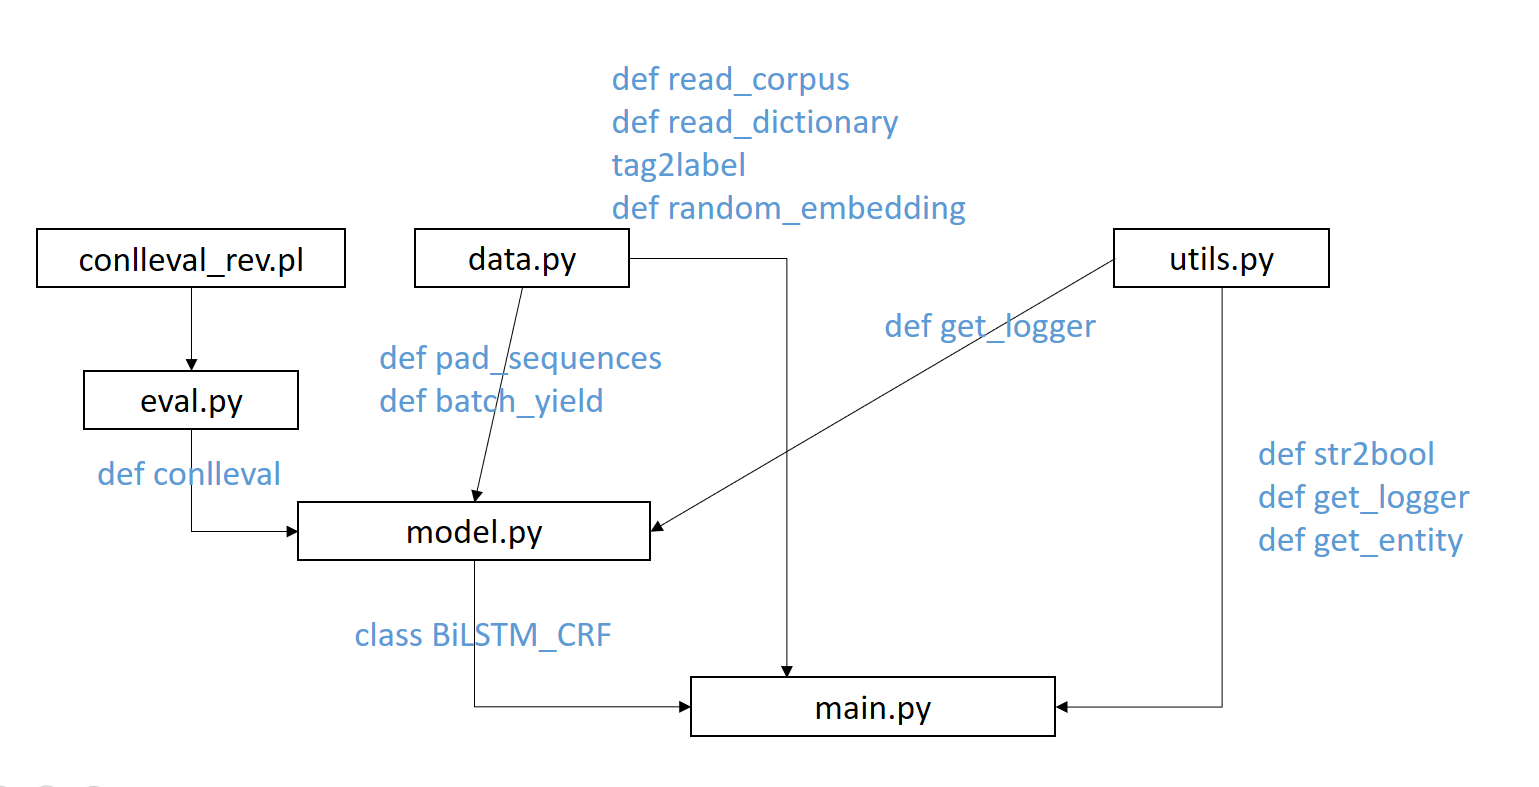 def read_corpus
def read_dictionary
tag2label
def random_embedding
conlleval_rev.pl
data.py
utils.py
def get_logger
def pad_sequences
def batch_yield
eval.py
def conlleval
def str2bool
def get_logger
def get_entity
model.py
class BiLSTM_CRF
main.py